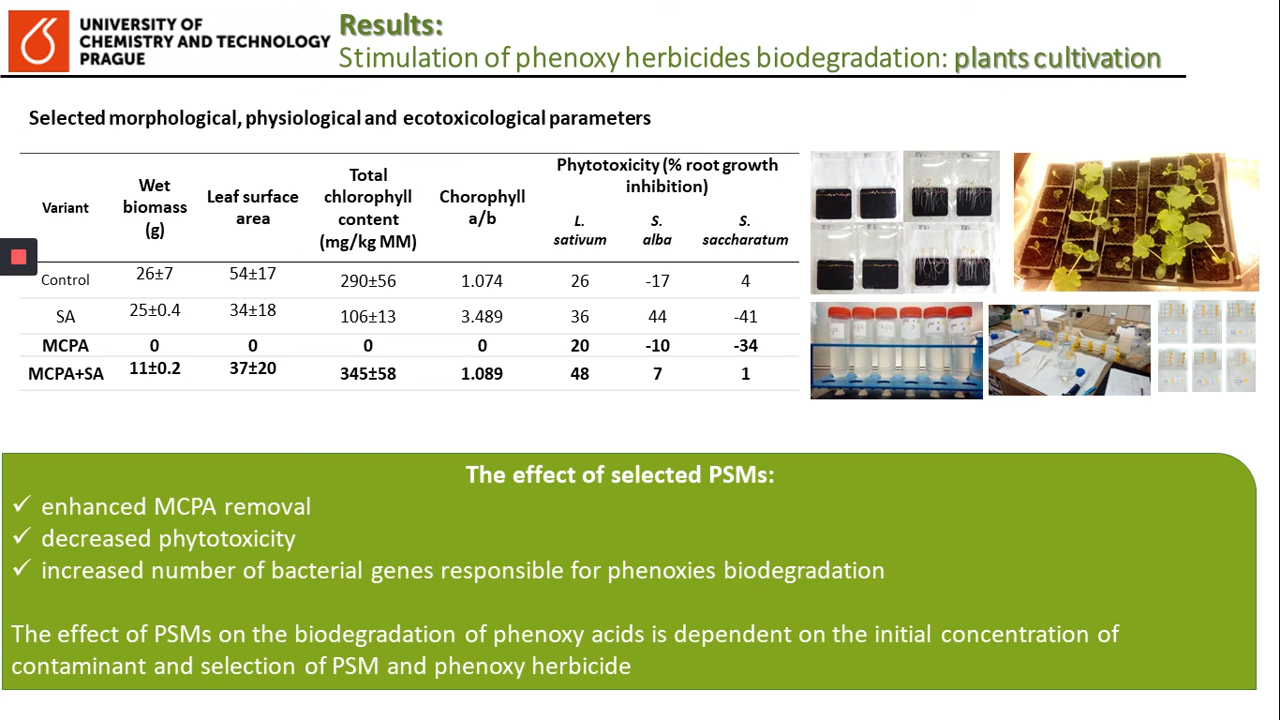 UNIVERSITY OF
CHEMISTRY AND TECHNOLOGY
PRAGUE
Results:
Stimulation of phenoxy herbicides biodegradation: plants cultivation
Selected morphological, physiological and ecotoxicological parameters
Variant
Wet
biomass
(g)
Leaf surface
area
Total
chlorophyll
content
(mg/kg MM)
Chorophyll
a/b
Phytotoxicity (% root growth
inhibition)
L.
sativum
S.
alba
S.
saccharatum
Control 26±7 54±17 290±56 1.074 26 -17 4
SA 25±0.4 34±18 106±13 3.489 36 44 -41
MCPA 0 0 0 0 20 -10 -34
MCPA+SA 11±0.2 37±20 345±58 1.089 48 7 1
The effect of selected PSMs:
✓ enhanced MCPA removal
✓ decreased phytotoxicity
✓ increased number of bacterial genes responsible for phenoxies biodegradation
The effect of PSMs on the biodegradation of phenoxy acids is dependent on the initial concentration of
contaminant and selection of PSM and phenoxy herbicide